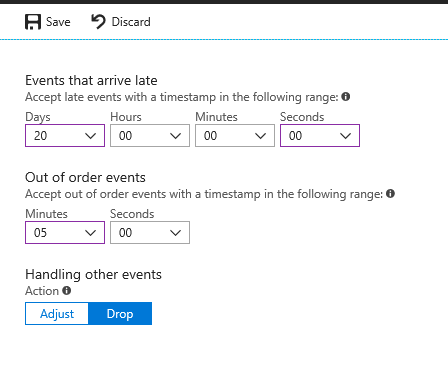 Save Discard
Events that arrive late
Accept late events with a timestamp in the following range:
Days Hours Minutes Seconds
20 00 00 00
Out of order events
Accept out of order events with a timestamp in the following range:
Minutes Seconds
05 00
Handling other events
Action
Adjust Drop